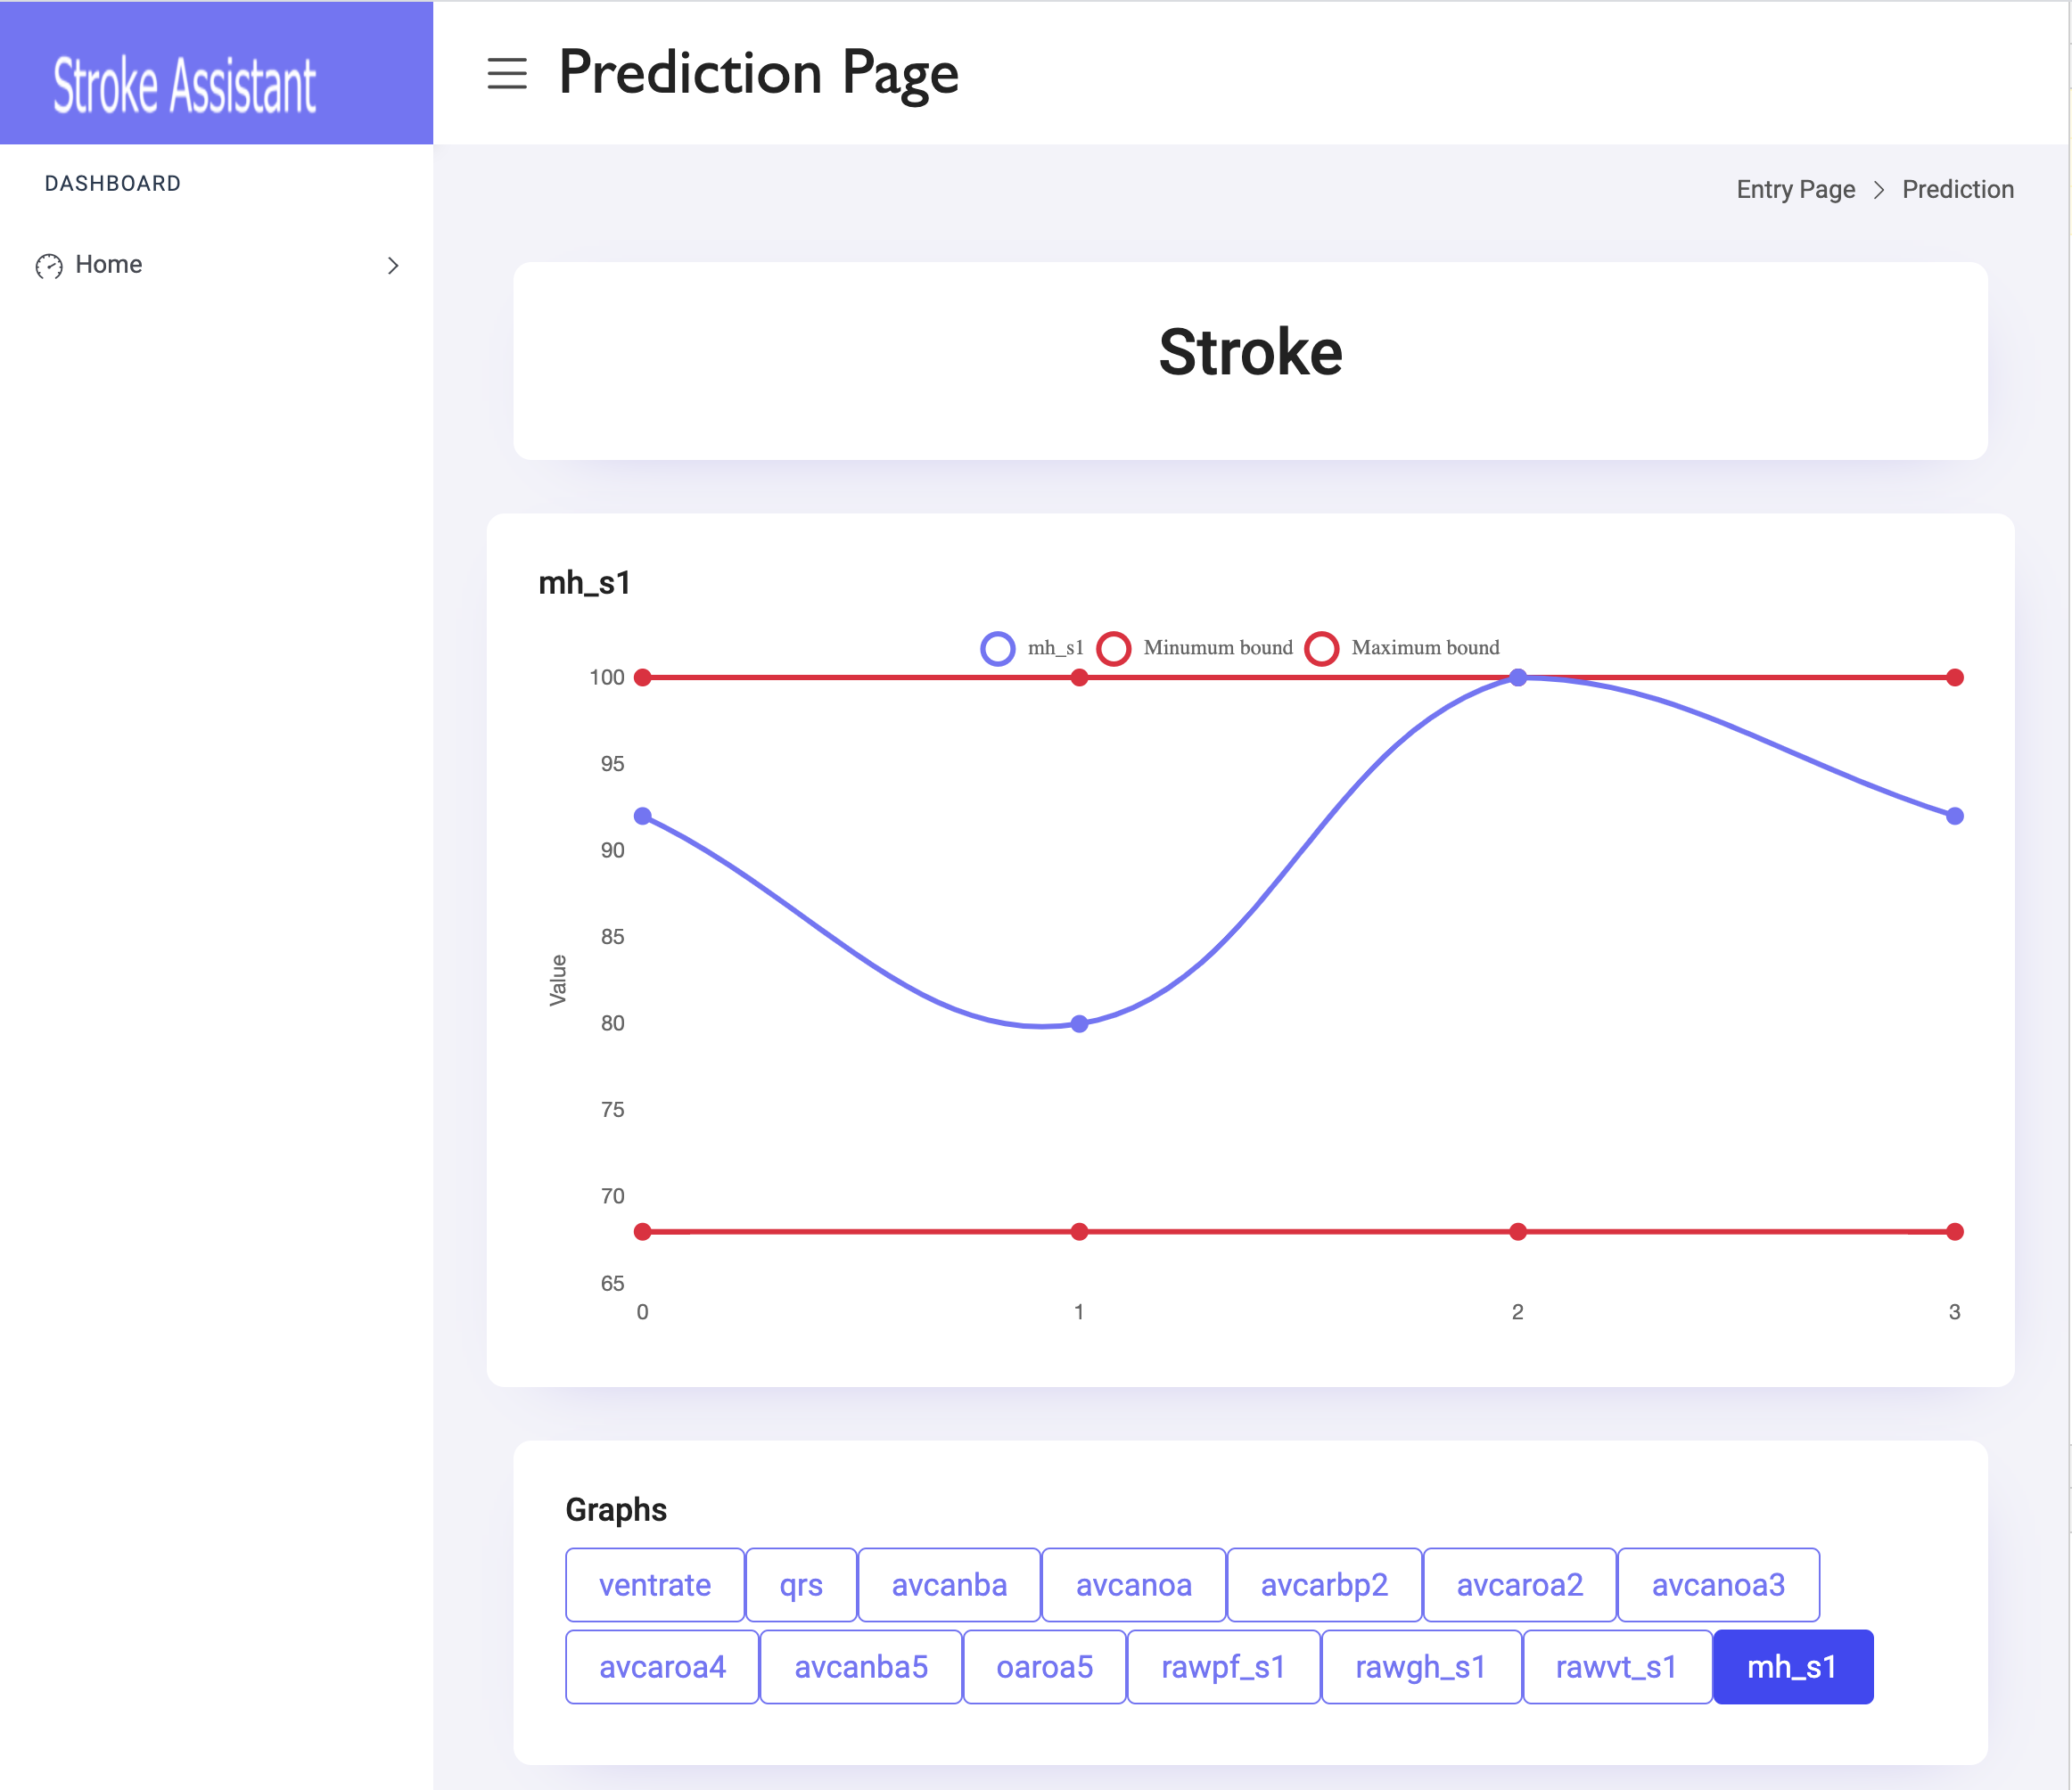 Stroke Assistant
Prediction Page
DASHBOARD
Home
Entry Page > Prediction
Stroke
mh_s1
mh_s1 Minumum bound Maximum bound
100
95
90
85
Value
80
75
70
65
0 1 2 3
Graphs
ventrate qrs avcanba avcanoa avcarbp2 avcaroa2 avcanoa3
avcaroa4 avcanba5 oaroa5 rawpf_s1 rawgh_s1 rawvt_s1 mh_s1